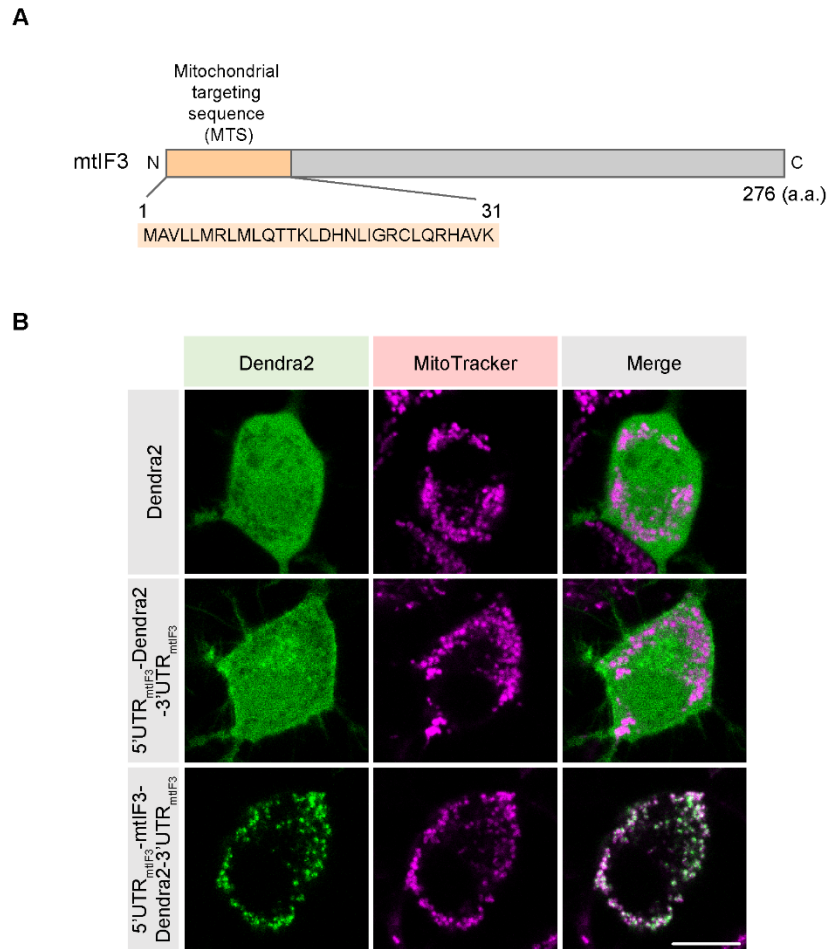 A
Mitochondrial
targeting
sequence
(MTS)
mtIF3
N
C
276 (a.a.)
1
31
MAVLLMRLMLQTTKLDHNLIGRCLQRHAVK
B
Dendra2
MitoTracker
Merge
Dendra2
5'UTRmtIF3-Dendra2
-3'UTRmtIF3
5'UTRmtIF3-mtIF3-
Dendra2-3'UTRmtIF3